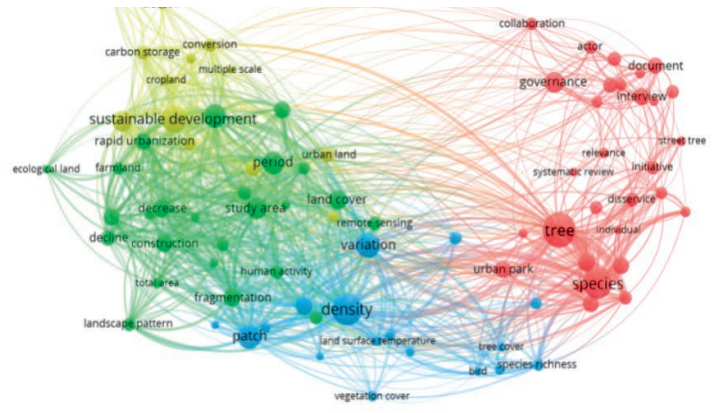 collaboration
actor
carbon storage
conversion
document
multiple scale
cropland
governance
interview
sustainable development
rapid urbanization
street tree
urban land
relevance
period
ecological land
farmland
systematic review
initiative
land cover
disservice
decrease
study area
remote sensing
tree
individual
decline
construction
variation
human activity
urban park
total area
species
fragmentation
density
landscape pattern
patch
land surface temperature
tree cover
bird
species richness
vegetation cover